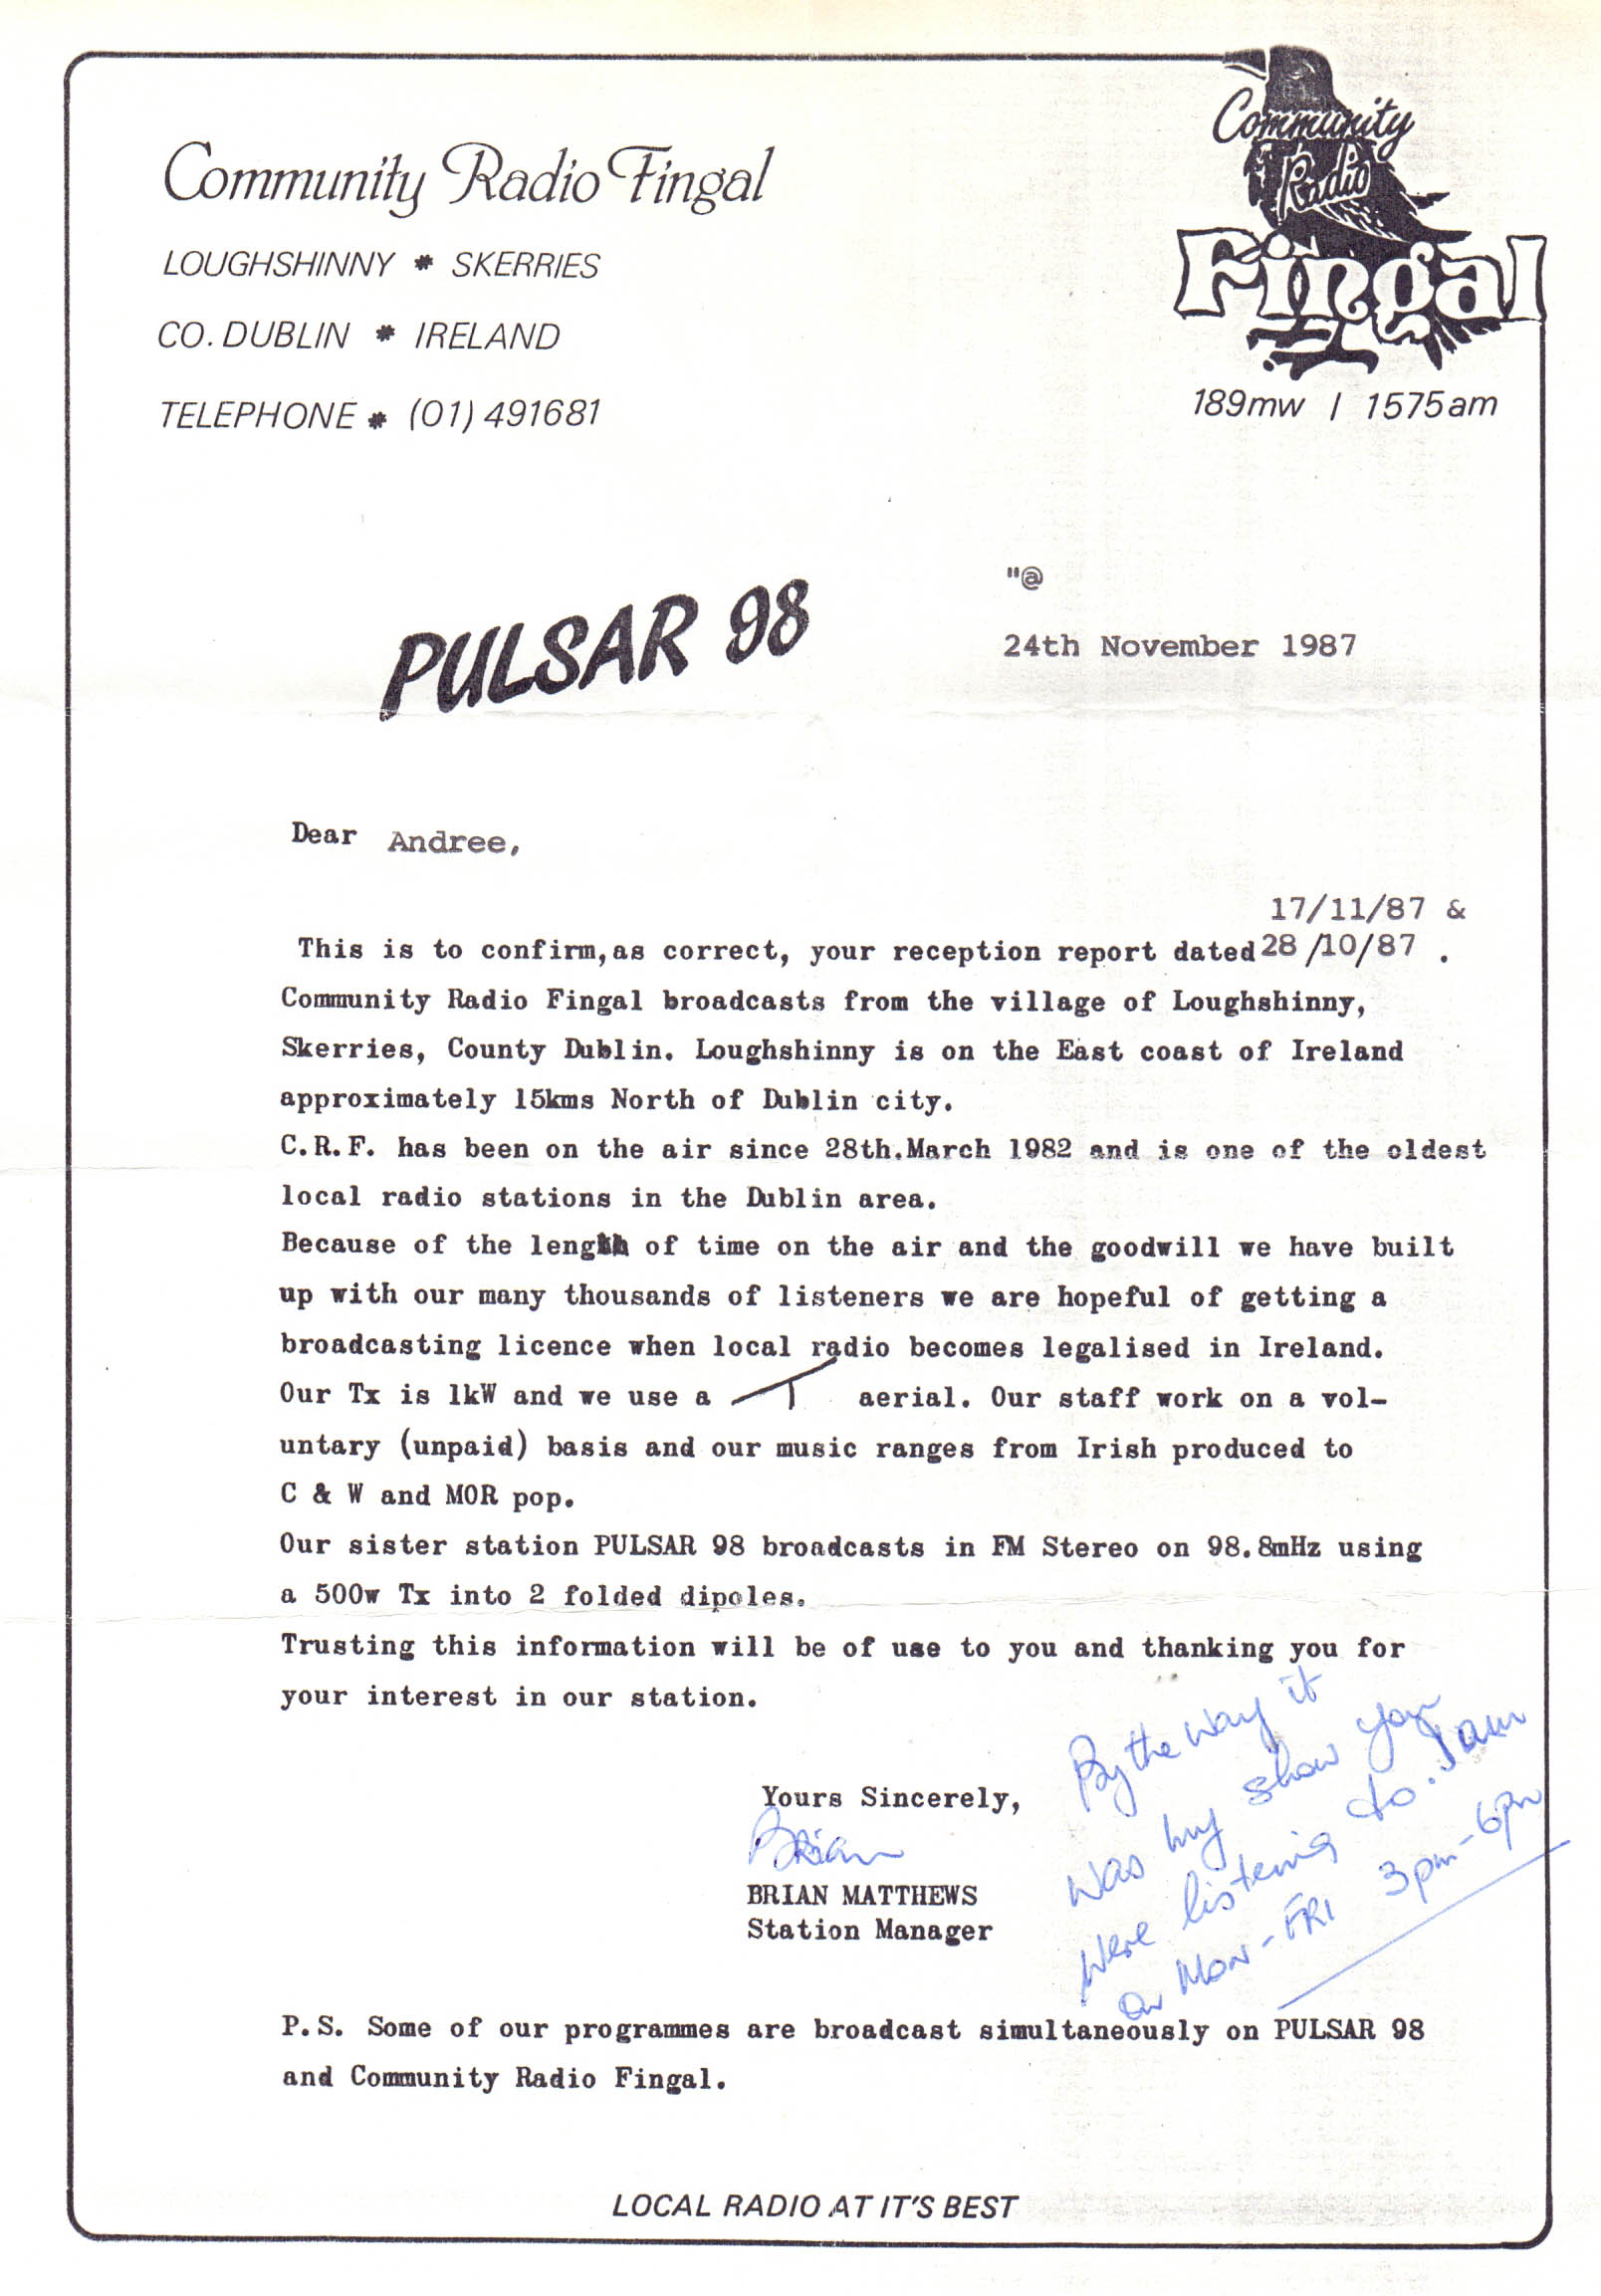 Community Radio Fingal
LOUGHSHINNY * SKERRIES
CO. DUBLIN * IRELAND
TELEPHONE * (01) 491681
Community
Radio
Fingal
189mw / 1575am
"@
PULSAR 98
24th November 1987
Dear Andree,
17/11/87 &
This is to confirm,as correct, your reception report dated 28/10/87 .
Community Radio Fingal broadcasts from the village of Loughshinny,
Skerries, County Dublin. Loughshinny is on the East coast of Ireland
approximately 15kms North of Dublin city.
C.R.F. has been on the air since 28th.March 1982 and is one of the oldest
local radio stations in the Dublin area.
Because of the length of time on the air and the goodwill we have built
up with our many thousands of listeners we are hopeful of getting a
broadcasting licence when local radio becomes legalised in Ireland.
Our Tx is 1kW and we use a T aerial. Our staff work on a vol-
untary (unpaid) basis and our music ranges from Irish produced to
C & W and MOR pop.
Our sister station PULSAR 98 broadcasts in FM Stereo on 98.8mHz using
a 500w Tx into 2 folded dipoles.
Trusting this information will be of use to you and thanking you for
your interest in our station.
Yours Sincerely,
Brian
BRIAN MATTHEWS
Station Manager
By the way it
was my show you
were listening to. I am
on MON-FRI 3pm-6pm
P.S. Some of our programmes are broadcast simultaneously on PULSAR 98
and Community Radio Fingal.
LOCAL RADIO AT IT'S BEST